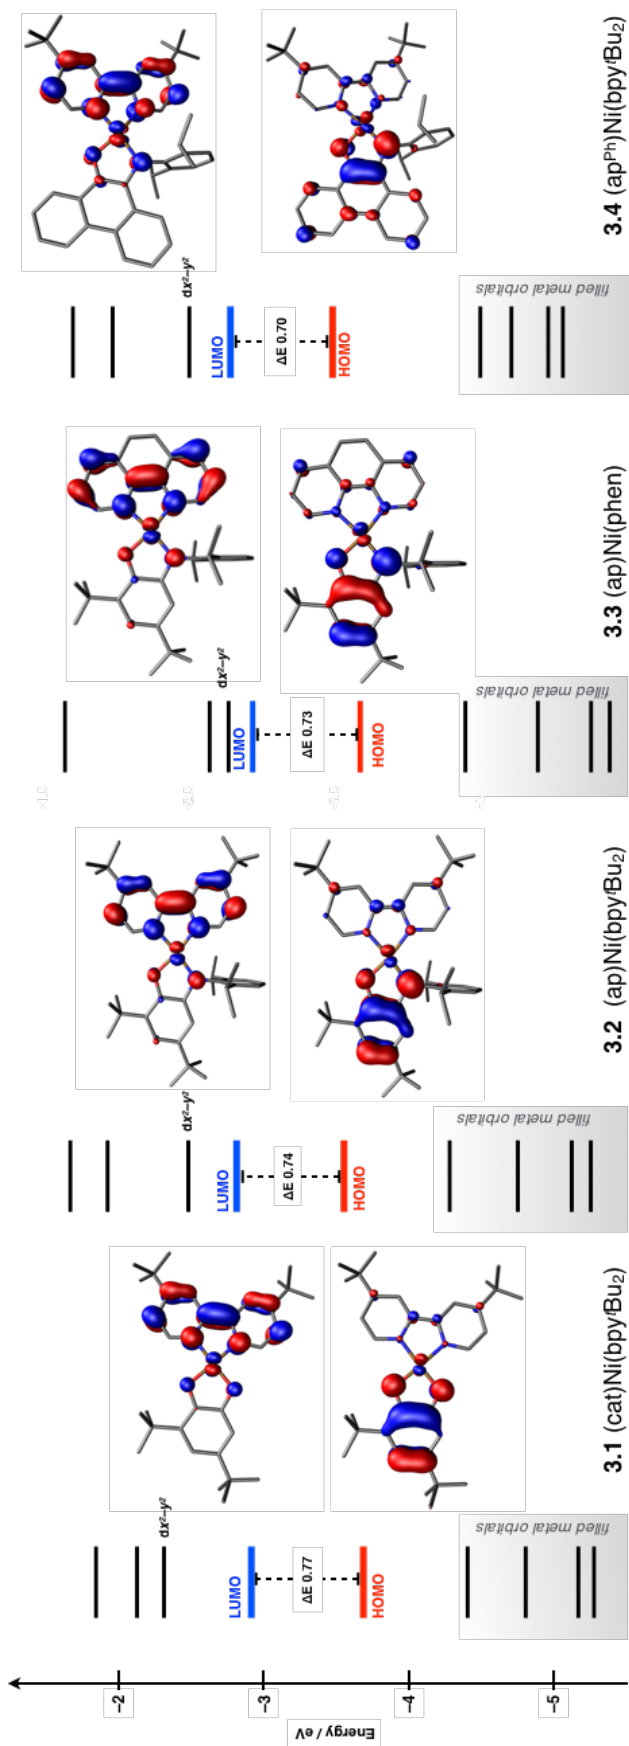 Energy / eV
–2
–3
–4
–5
dx²–y²
LUMO
ΔE 0.77
HOMO
filled metal orbitals
3.1 (cat)Ni(bpyᵗBu₂)
dx²–y²
LUMO
ΔE 0.74
HOMO
filled metal orbitals
3.2 (ap)Ni(bpyᵗBu₂)
dx²–y²
LUMO
ΔE 0.73
HOMO
filled metal orbitals
3.3 (ap)Ni(phen)
dx²–y²
LUMO
ΔE 0.70
HOMO
filled metal orbitals
3.4 (apᴾʰ)Ni(bpyᵗBu₂)